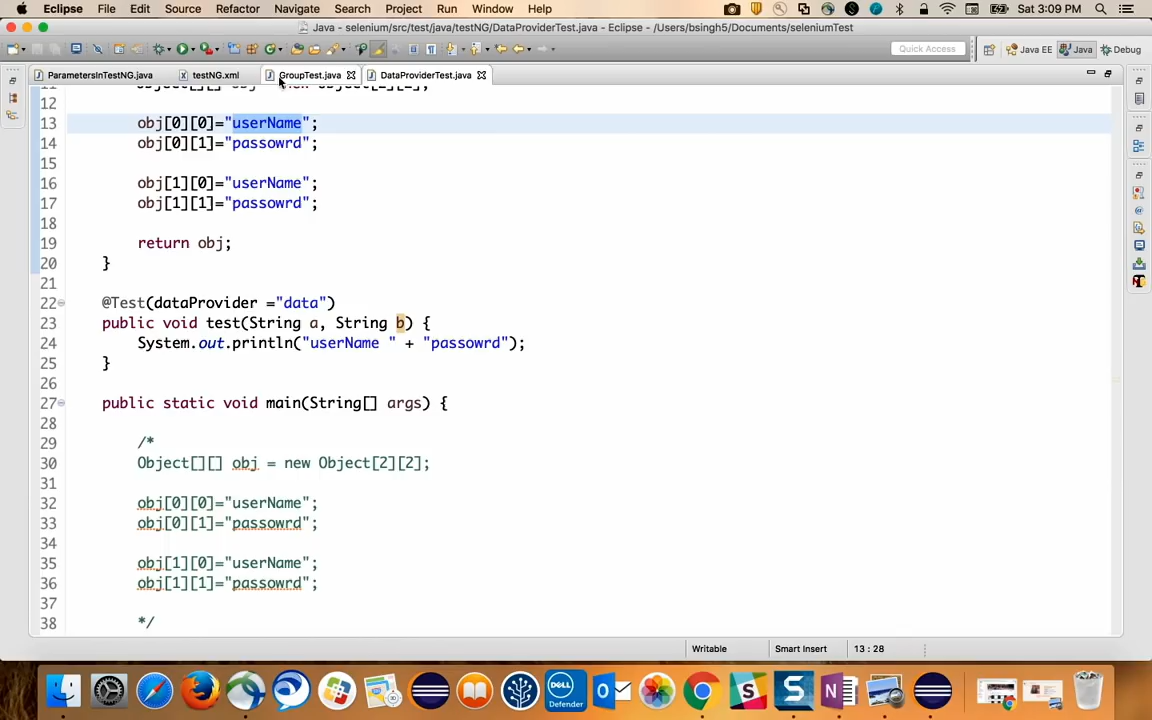 Eclipse File Edit Source Refactor Navigate Search Project Run Window Help Sat 3:09 PM
Java - selenium/src/test/java/testNG/DataProviderTest.java - Eclipse - /Users/bsingh5/Documents/seleniumTest
Quick Access Java EE Java Debug
ParametersInTestNG.java testNG.xml GroupTest.java DataProviderTest.java
12
13 obj[0][0]="userName";
14 obj[0][1]="passowrd";
15
16 obj[1][0]="userName";
17 obj[1][1]="passowrd";
18
19 return obj;
20 }
21
22 @Test(dataProvider ="data")
23 public void test(String a, String b) {
24 System.out.println("userName " + "passowrd");
25 }
26
27 public static void main(String[] args) {
28
29 /*
30 Object[][] obj = new Object[2][2];
31
32 obj[0][0]="userName";
33 obj[0][1]="passowrd";
34
35 obj[1][0]="userName";
36 obj[1][1]="passowrd";
37
38 */
Writable Smart Insert 13 : 28
DELL
Defender